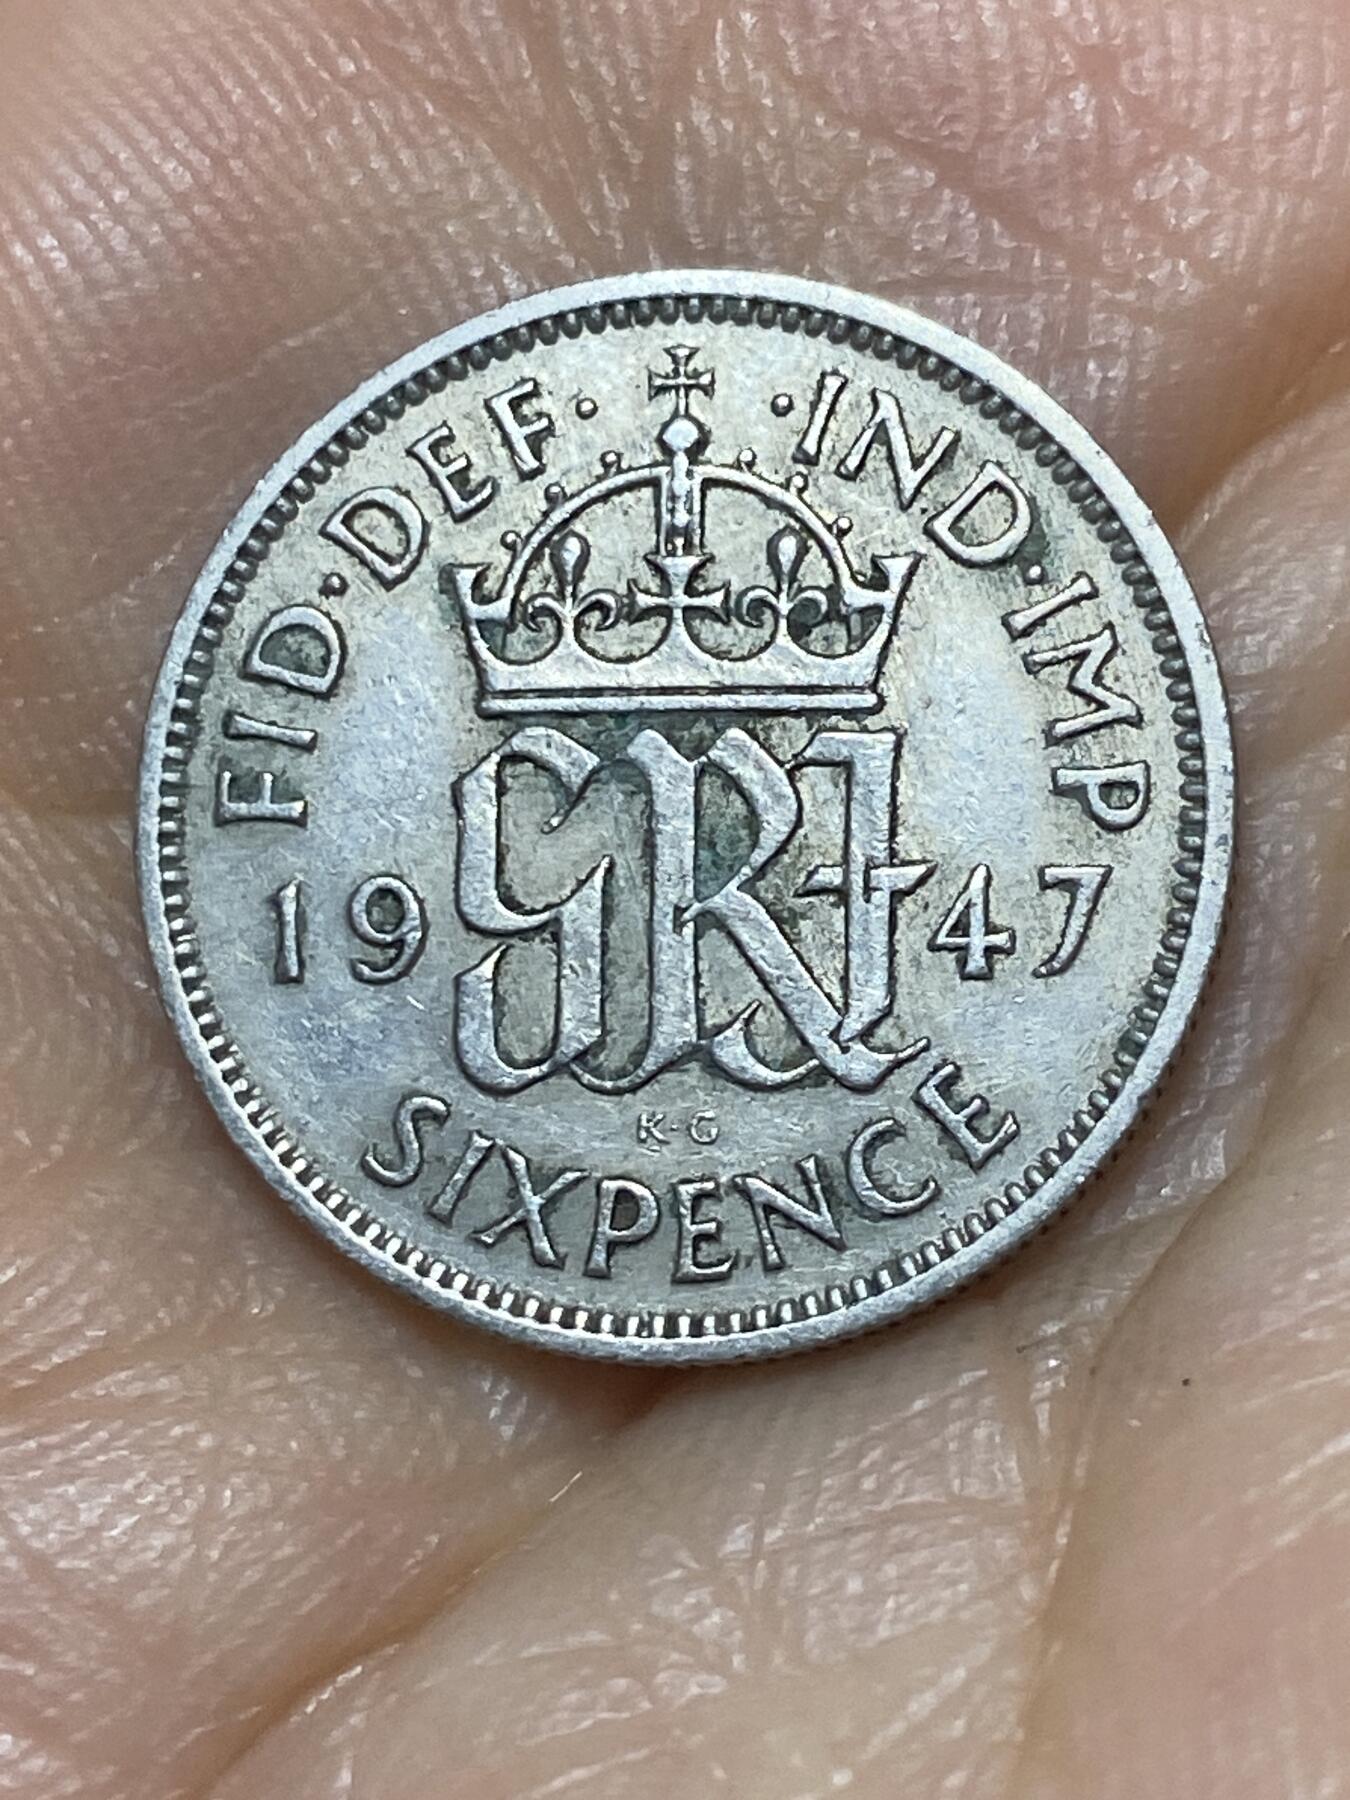 FID·DEF· ·IND·IMP
19 GRI 47
K·G
SIXPENCE